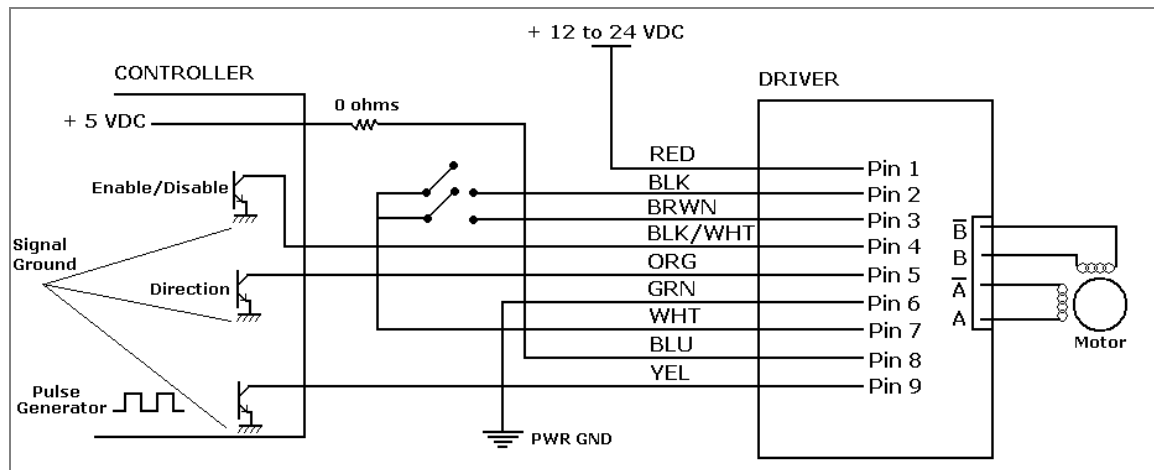 + 12 to 24 VDC
CONTROLLER
DRIVER
0 ohms
+ 5 VDC
RED
Pin 1
Enable/Disable
BLK
Pin 2
BRWN
Pin 3
B̅
BLK/WHT
Pin 4
Signal
Ground
B
ORG
Pin 5
Direction
GRN
Pin 6
A̅
WHT
Pin 7
A
Motor
BLU
Pin 8
YEL
Pin 9
Pulse
Generator
PWR GND